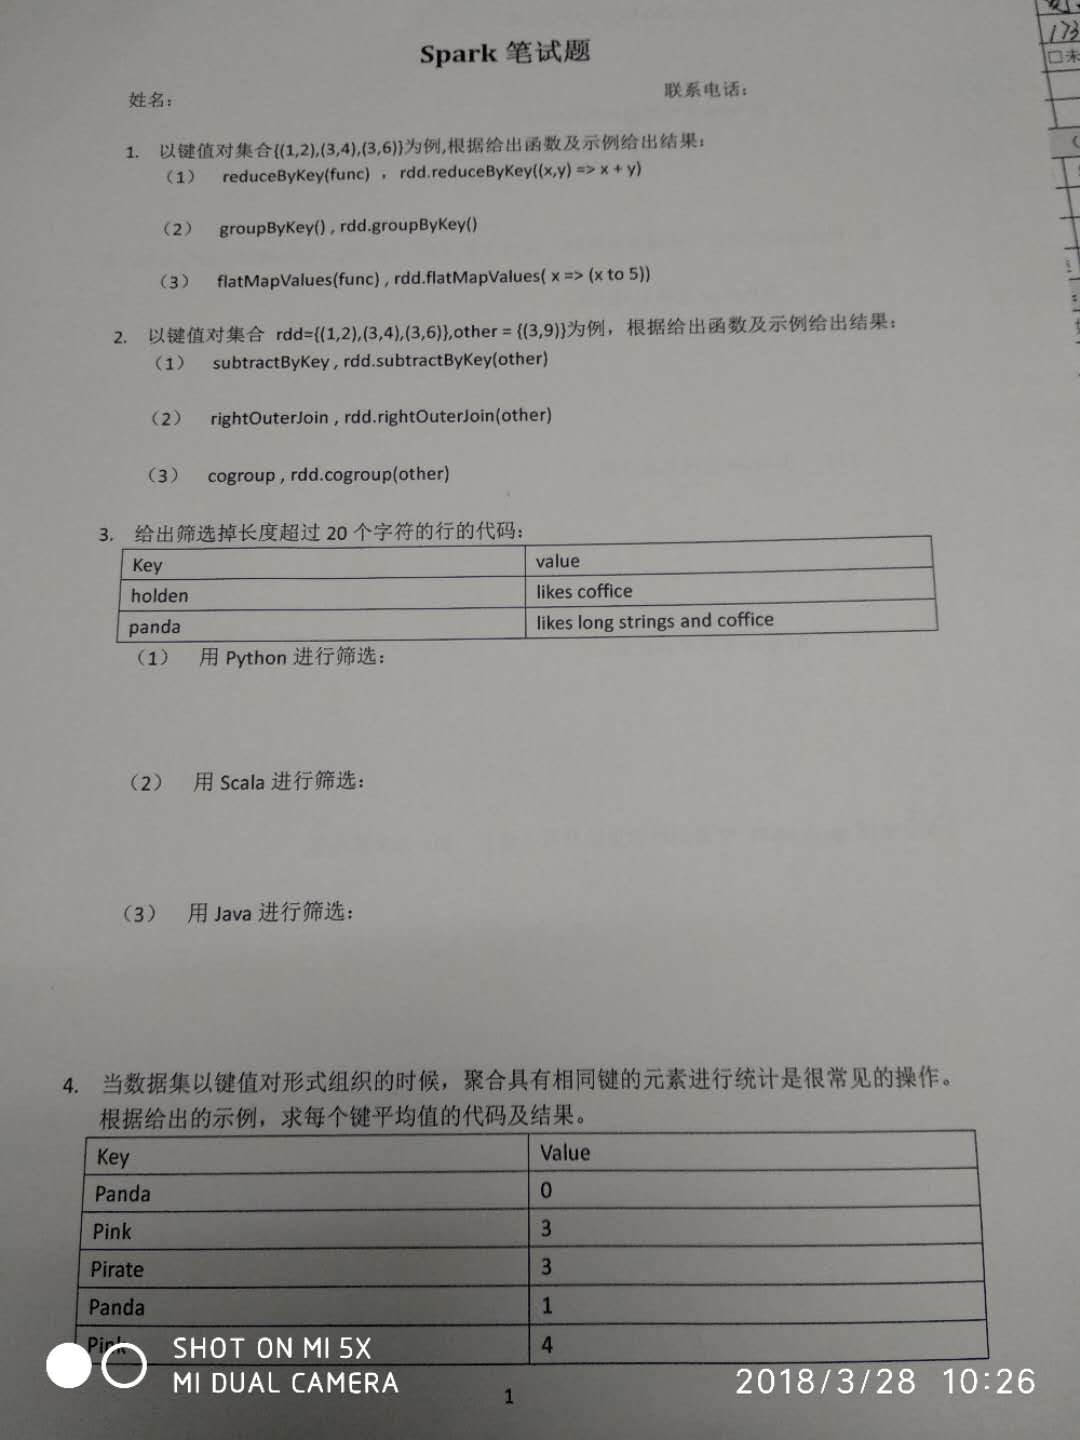 Spark 笔试题
姓名：
联系电话：
1. 以键值对集合{(1,2),(3,4),(3,6)}为例,根据给出函数及示例给出结果：
（1） reduceByKey(func) ，rdd.reduceByKey((x,y) => x + y)
（2） groupByKey() , rdd.groupByKey()
（3） flatMapValues(func) , rdd.flatMapValues( x => (x to 5))
2. 以键值对集合 rdd={(1,2),(3,4),(3,6)},other = {(3,9)}为例，根据给出函数及示例给出结果：
（1） subtractByKey , rdd.subtractByKey(other)
（2） rightOuterJoin , rdd.rightOuterJoin(other)
（3） cogroup , rdd.cogroup(other)
3. 给出筛选掉长度超过 20 个字符的行的代码：
Key value
holden likes coffice
panda likes long strings and coffice
（1） 用 Python 进行筛选：
（2） 用 Scala 进行筛选：
（3） 用 Java 进行筛选：
4. 当数据集以键值对形式组织的时候，聚合具有相同键的元素进行统计是很常见的操作。
根据给出的示例，求每个键平均值的代码及结果。
Key Value
Panda 0
Pink 3
Pirate 3
Panda 1
Pink 4
SHOT ON MI 5X
MI DUAL CAMERA
2018/3/28 10:26
1
173
□未